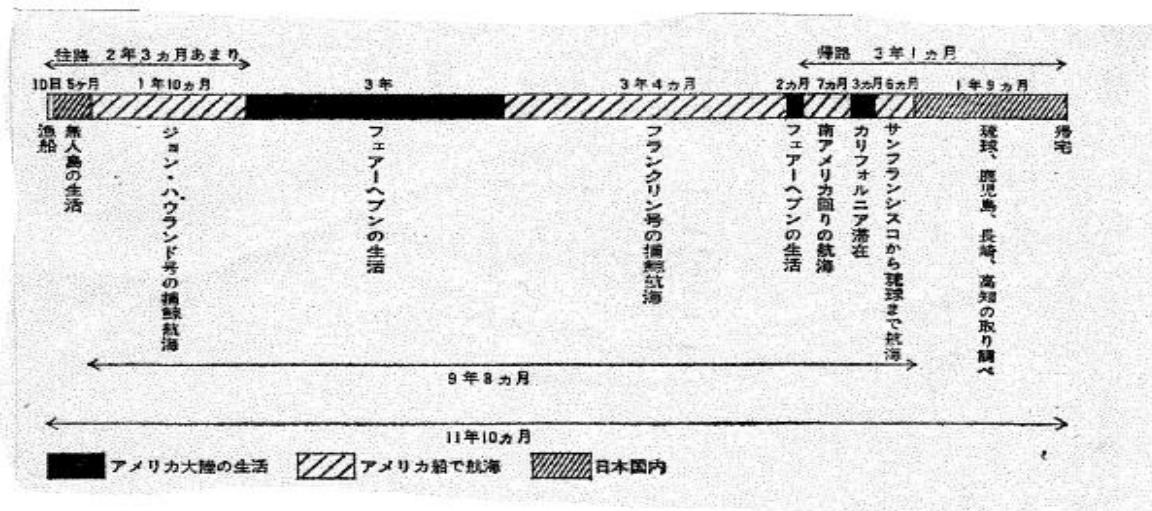 往路 2年3ヵ月あまり
帰路 3年1ヵ月
10日
5ヶ月
1年10ヵ月
3年
3年4ヵ月
2ヵ月
7ヵ月
3ヵ月
6ヵ月
1年9ヵ月
漁船
無人島の生活
ジョン・ハウランド号の捕鯨航海
フェアーヘブンの生活
フランクリン号の捕鯨航海
フェアーヘブンの生活
南アメリカ回りの航海
カリフォルニア滞在
サンフランシスコから琉球まで航海
琉球、鹿児島、長崎、高知の取り調べ
帰宅
9年8ヵ月
11年10ヵ月
アメリカ大陸の生活
アメリカ船で航海
日本国内